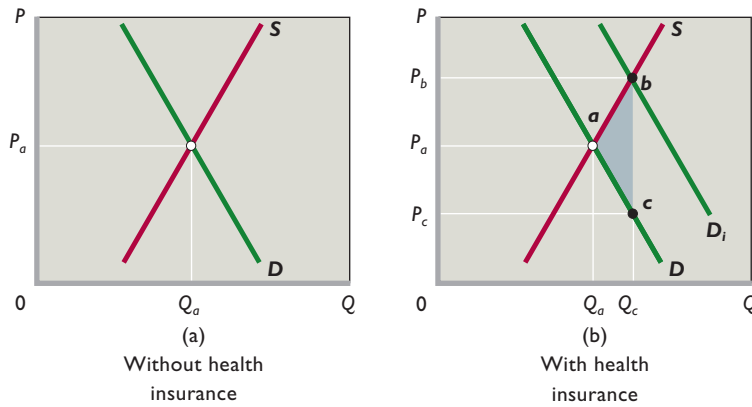 P
S
P_a
D
0
Q_a
Q
(a)
Without health
insurance
P
S
P_b
b
a
P_a
c
P_c
D_i
D
0
Q_a
Q_c
Q
(b)
With health
insurance